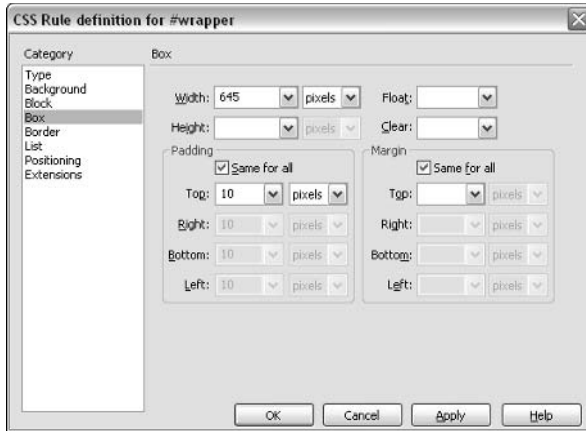 CSS Rule definition for #wrapper
Category
Type
Background
Block
Box
Border
List
Positioning
Extensions
Box
Width: 645 pixels
Float:
Height: pixels
Clear:
Padding
Same for all
Top: 10 pixels
Right: 10 pixels
Bottom: 10 pixels
Left: 10 pixels
Margin
Same for all
Top: pixels
Right: pixels
Bottom: pixels
Left: pixels
OK Cancel Apply Help